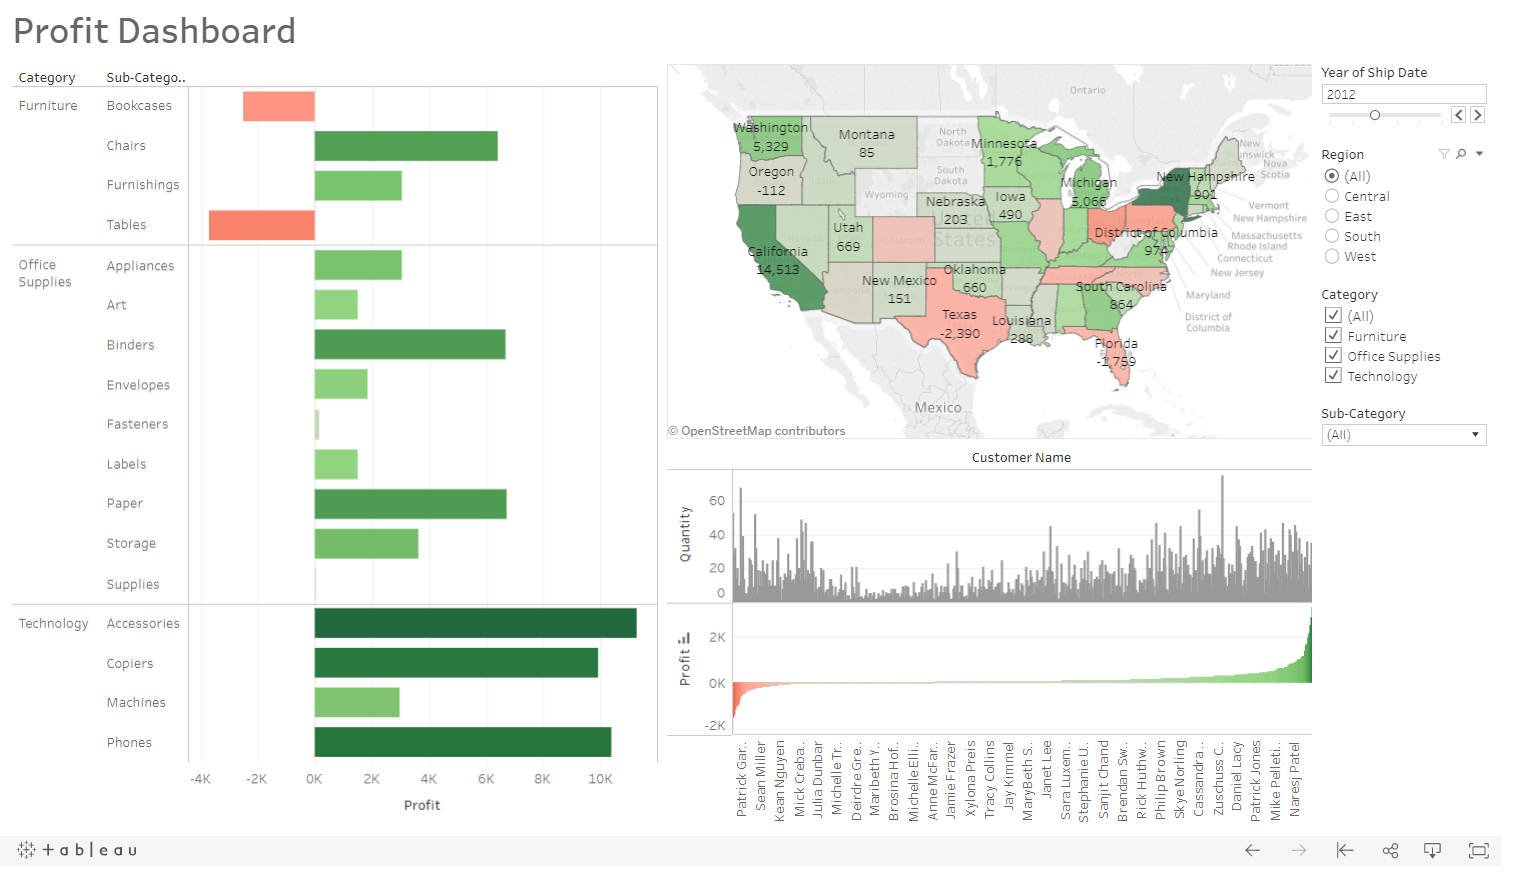 Profit Dashboard
Category
Sub-Catego..
Furniture
Bookcases
Chairs
Furnishings
Tables
Office
Supplies
Appliances
Art
Binders
Envelopes
Fasteners
Labels
Paper
Storage
Supplies
Technology
Accessories
Copiers
Machines
Phones
-4K
-2K
0K
2K
4K
6K
8K
10K
Profit
Ontario
Washington
5,329
Montana
85
North
Dakota
Minnesota
1,776
Oregon
-112
South
Dakota
Wyoming
Michigan
5,066
New Hampshire
901
New
Brunswick
Nova
Scotia
Vermont
New Hampshire
Massachusetts
Rhode Island
Connecticut
New Jersey
Maryland
District of
Columbia
Nebraska
203
Iowa
490
United
States
Utah
669
Colorado
California
14,513
District of Columbia
974
New Mexico
151
Oklahoma
660
South Carolina
864
Texas
-2,390
Louisiana
288
Florida
-1,759
Mexico
© OpenStreetMap contributors
Customer Name
Quantity
60
40
20
0
Profit
2K
0K
-2K
Patrick Gar..
Sean Miller
Kean Nguyen
Mick Creba..
Julia Dunbar
Michelle Tr..
Deirdre Gre..
Maribeth Y..
Brosina Hof..
Michelle Elli..
Anne McFar..
Jamie Frazer
Xylona Preis
Tracy Collins
Jay Kimmel
MaryBeth S..
Janet Lee
Sara Luxem..
Stephanie U..
Sanjit Chand
Brendan Sw..
Rick Huthw..
Philip Brown
Skye Norling
Cassandra ..
Zuschuss C..
Daniel Lacy
Patrick Jones
Mike Pelleti..
Naresj Patel
Year of Ship Date
2012
Region
(All)
Central
East
South
West
Category
(All)
Furniture
Office Supplies
Technology
Sub-Category
(All)
+ a b l e a u